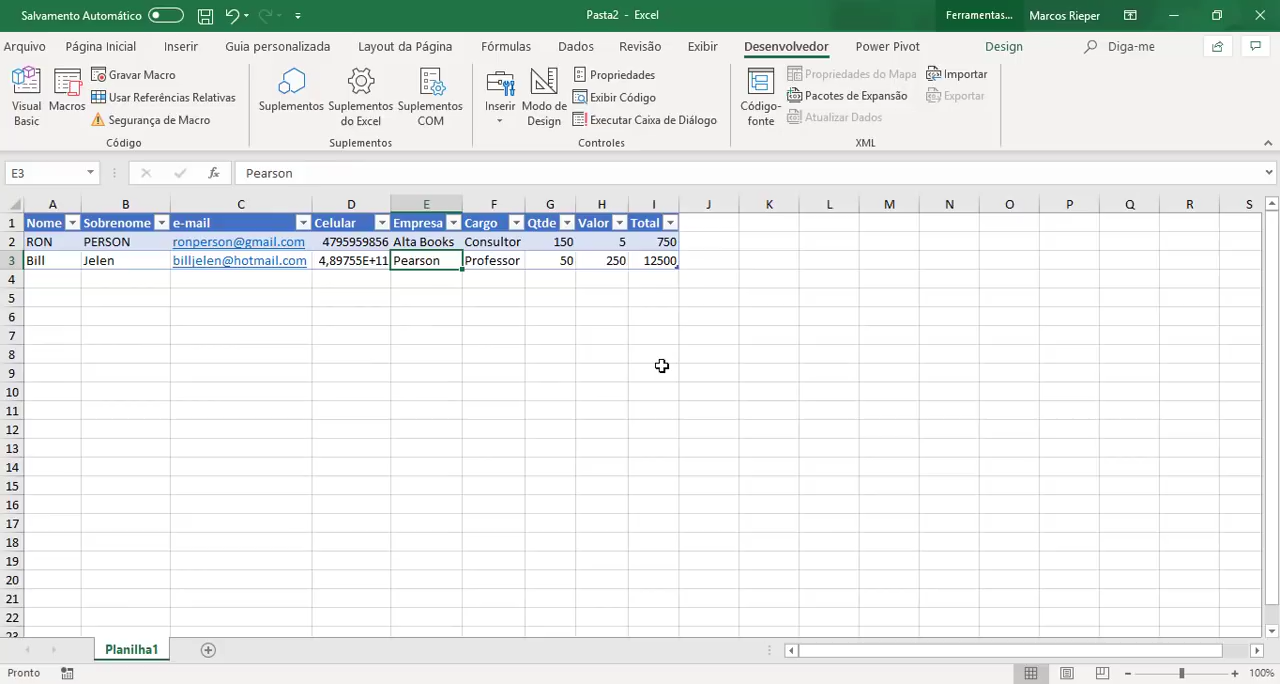 Salvamento Automático
Pasta2 - Excel
Ferramentas...
Marcos Rieper
Arquivo Página Inicial Inserir Guia personalizada Layout da Página Fórmulas Dados Revisão Exibir Desenvolvedor Power Pivot Design Diga-me
Visual Basic
Macros
Gravar Macro
Usar Referências Relativas
Segurança de Macro
Código
Suplementos
Suplementos do Excel
Suplementos COM
Suplementos
Inserir
Modo de Design
Propriedades
Exibir Código
Executar Caixa de Diálogo
Controles
Código-fonte
Propriedades do Mapa
Pacotes de Expansão
Atualizar Dados
Importar
Exportar
XML
E3 fx Pearson
A B C D E F G H I J K L M N O P Q R S
1 Nome Sobrenome e-mail Celular Empresa Cargo Qtde Valor Total
2 RON PERSON ronperson@gmail.com 4795959856 Alta Books Consultor 150 5 750
3 Bill Jelen billjelen@hotmail.com 4,89755E+11 Pearson Professor 50 250 12500
4
5
6
7
8
9
10
11
12
13
14
15
16
17
18
19
20
21
22
23
Planilha1
Pronto
100%